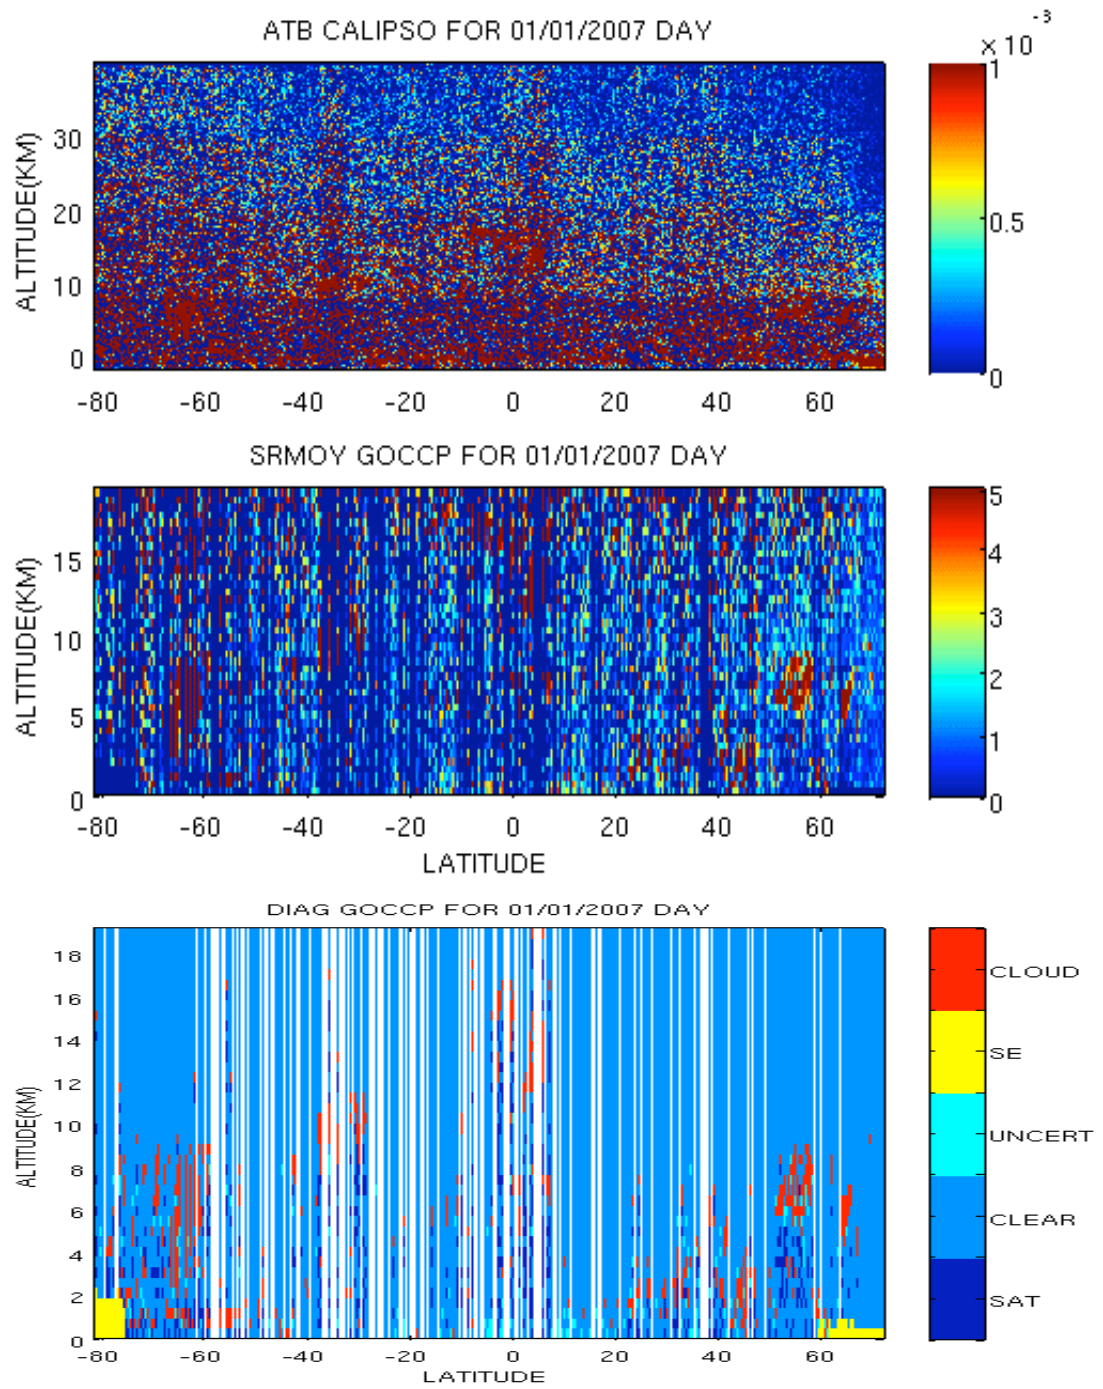 ATB CALIPSO FOR 01/01/2007 DAY
× 10 -3
ALTITUDE(KM)
30
20
10
0
-80 -60 -40 -20 0 20 40 60
1
0.5
0
SRMOY GOCCP FOR 01/01/2007 DAY
ALTITUDE(KM)
15
10
5
0
-80 -60 -40 -20 0 20 40 60
LATITUDE
5
4
3
2
1
0
DIAG GOCCP FOR 01/01/2007 DAY
ALTITUDE(KM)
18
16
14
12
10
8
6
4
2
0
-80 -60 -40 -20 0 20 40 60
LATITUDE
CLOUD
SE
UNCERT
CLEAR
SAT